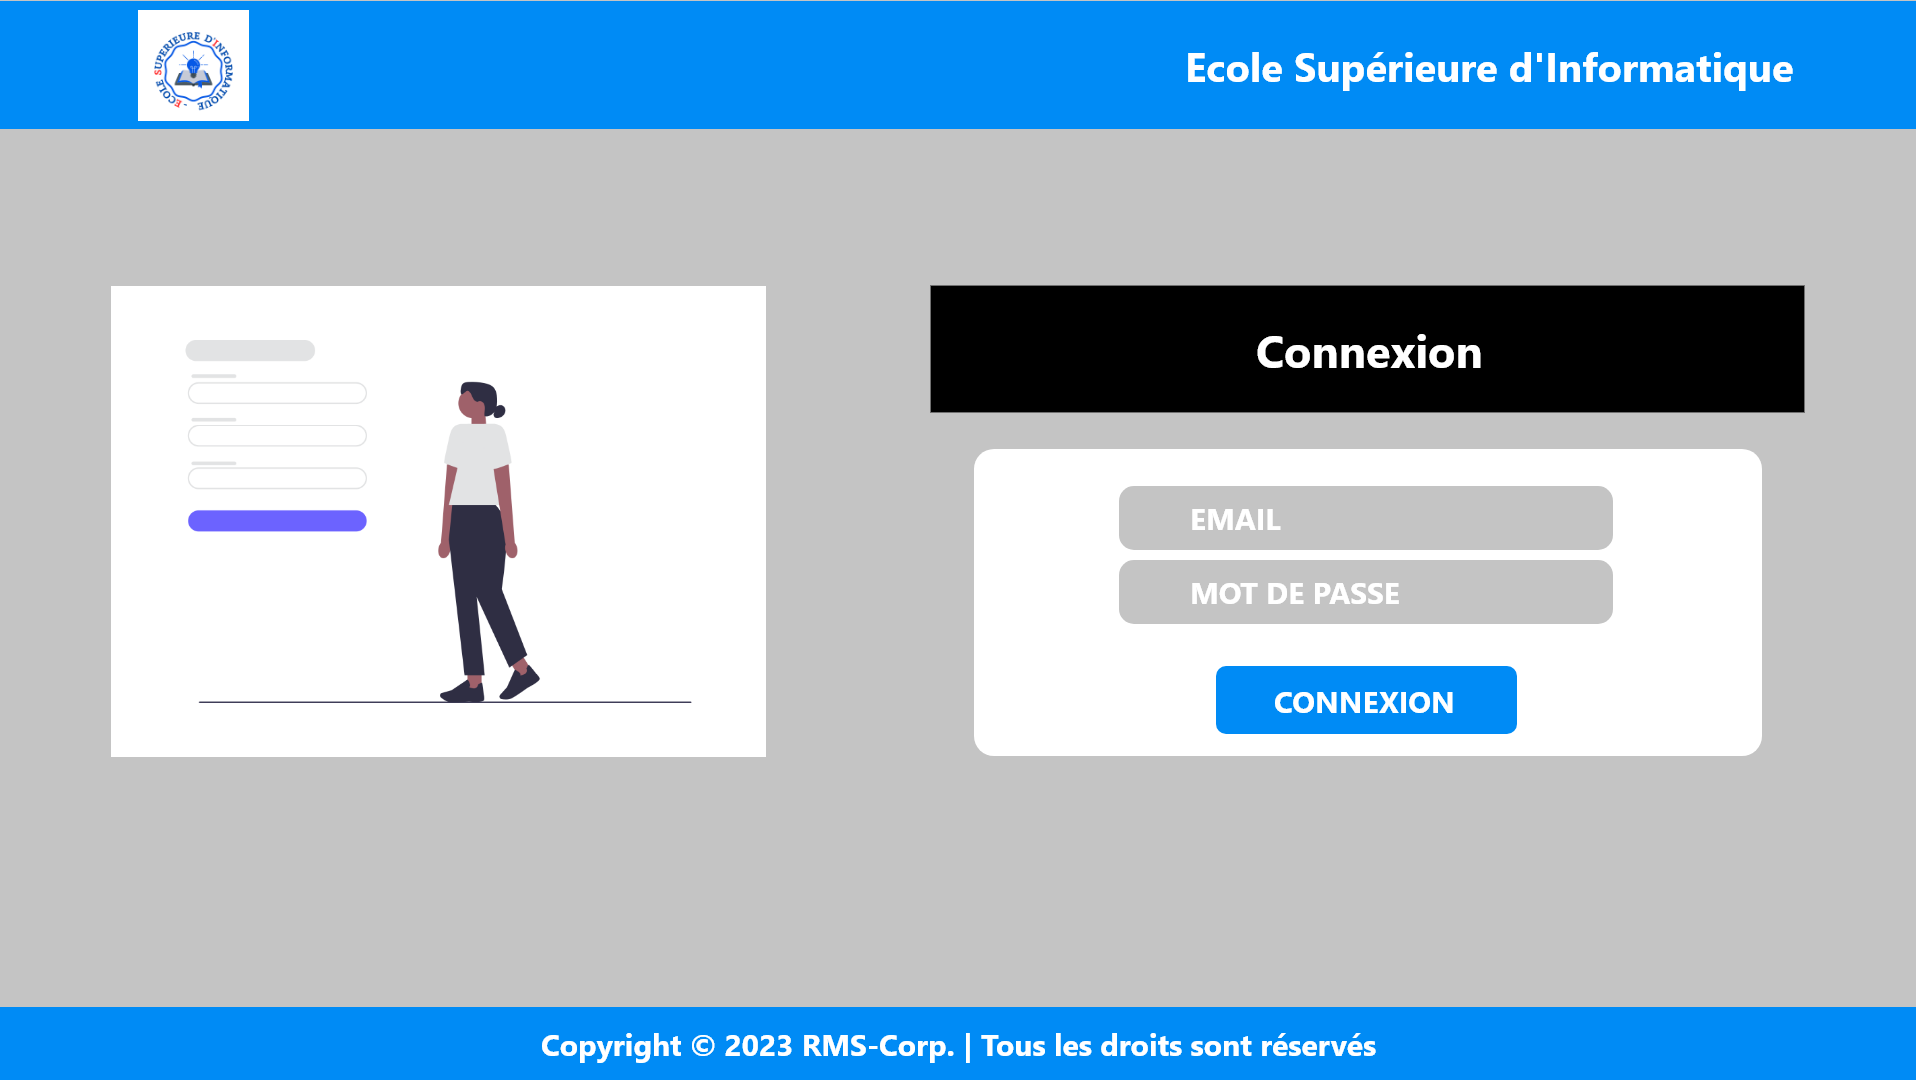 SUPERIEURE D'INFORMATIQUE - ECOLE
Ecole Supérieure d'Informatique
Connexion
EMAIL
MOT DE PASSE
CONNEXION
Copyright © 2023 RMS-Corp. | Tous les droits sont réservés